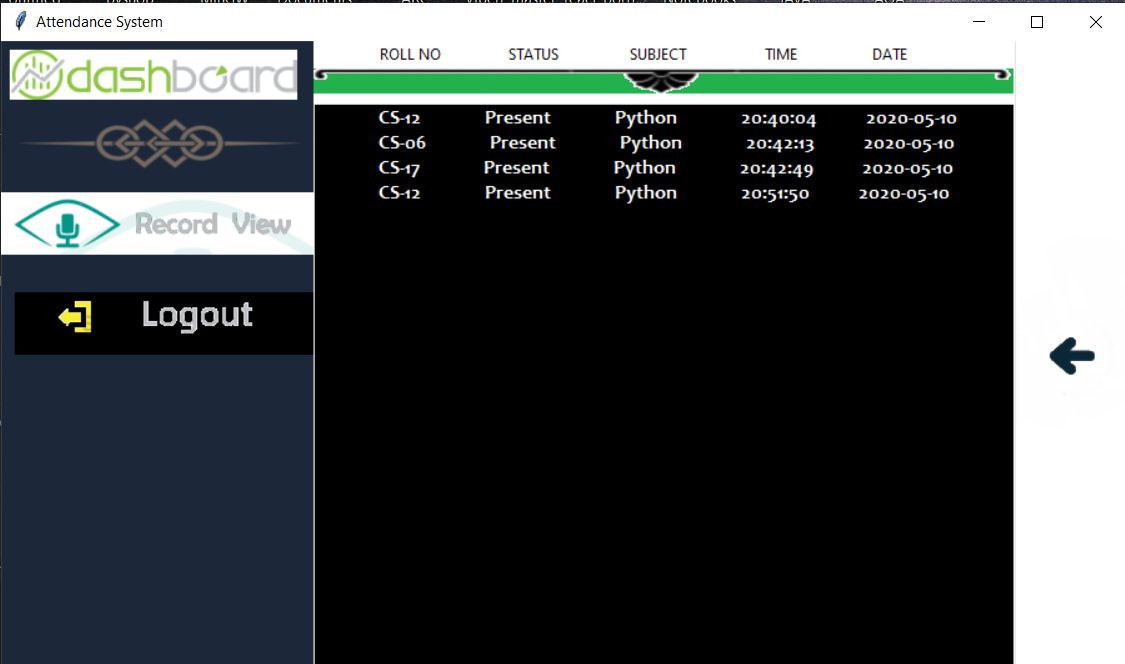 Attendance System
dashboard
Record View
Logout
ROLL NO STATUS SUBJECT TIME DATE
CS-12 Present Python 20:40:04 2020-05-10
CS-06 Present Python 20:42:13 2020-05-10
CS-17 Present Python 20:42:49 2020-05-10
CS-12 Present Python 20:51:50 2020-05-10